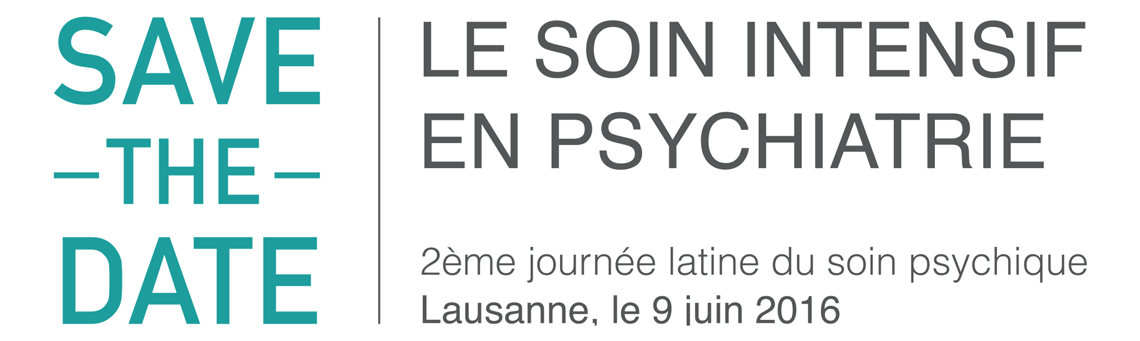 SAVE
–THE–
DATE
LE SOIN INTENSIF
EN PSYCHIATRIE
2ème journée latine du soin psychique
Lausanne, le 9 juin 2016